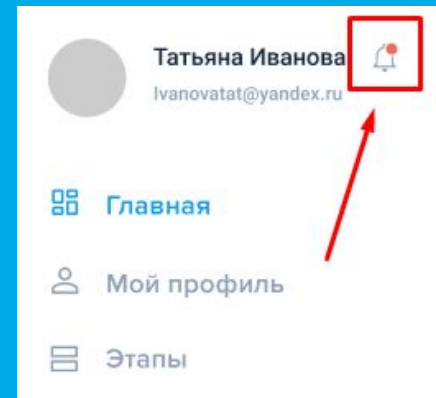 Татьяна Иванова
Ivanovatat@yandex.ru
Главная
Мой профиль
Этапы